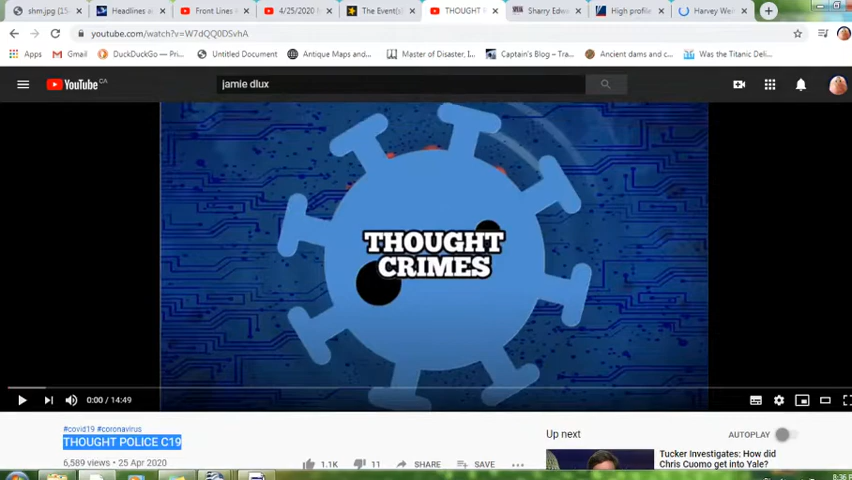 shm.jpg (15
Headlines a
Front Lines
4/25/2020
The Event(s
THOUGHT P
Sharry Edw
High profile
Harvey Wei
youtube.com/watch?v=W7dQQ0DSvhA
Apps
Gmail
DuckDuckGo — Pri...
Untitled Document
Antique Maps and...
Master of Disaster, I...
Captain's Blog – Tra...
Ancient dams and c...
Was the Titanic Deli...
YouTube CA
jamie dlux
THOUGHT
CRIMES
0:00 / 14:49
#covid19 #coronavirus
THOUGHT POLICE C19
6,589 views • 25 Apr 2020
1.1K
11
SHARE
SAVE
Up next
AUTOPLAY
Tucker Investigates: How did
Chris Cuomo get into Yale?